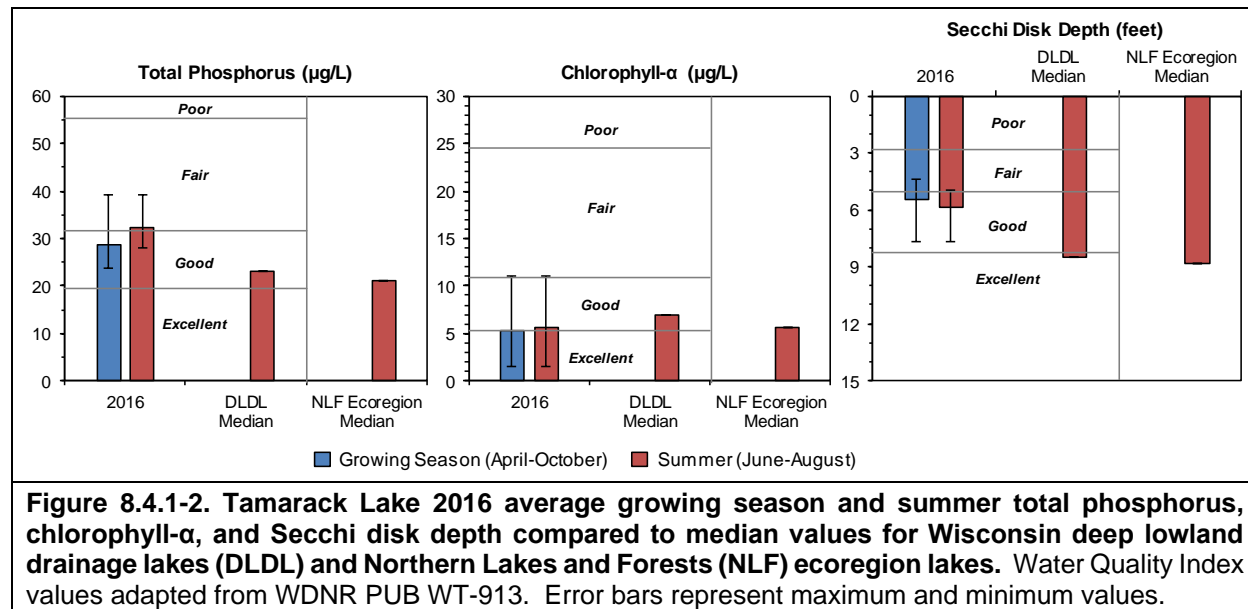 Total Phosphorus (µg/L)
60
50
40
30
20
10
0
Poor
Fair
Good
Excellent
2016
DLDL
Median
NLF Ecoregion
Median
Chlorophyll-α (µg/L)
30
25
20
15
10
5
0
Poor
Fair
Good
Excellent
2016
DLDL
Median
NLF Ecoregion
Median
Secchi Disk Depth (feet)
2016
DLDL
Median
NLF Ecoregion
Median
0
3
6
9
12
15
Poor
Fair
Good
Excellent
Growing Season (April-October)
Summer (June-August)
Figure 8.4.1-2. Tamarack Lake 2016 average growing season and summer total phosphorus,
chlorophyll-α, and Secchi disk depth compared to median values for Wisconsin deep lowland
drainage lakes (DLDL) and Northern Lakes and Forests (NLF) ecoregion lakes. Water Quality Index
values adapted from WDNR PUB WT-913. Error bars represent maximum and minimum values.